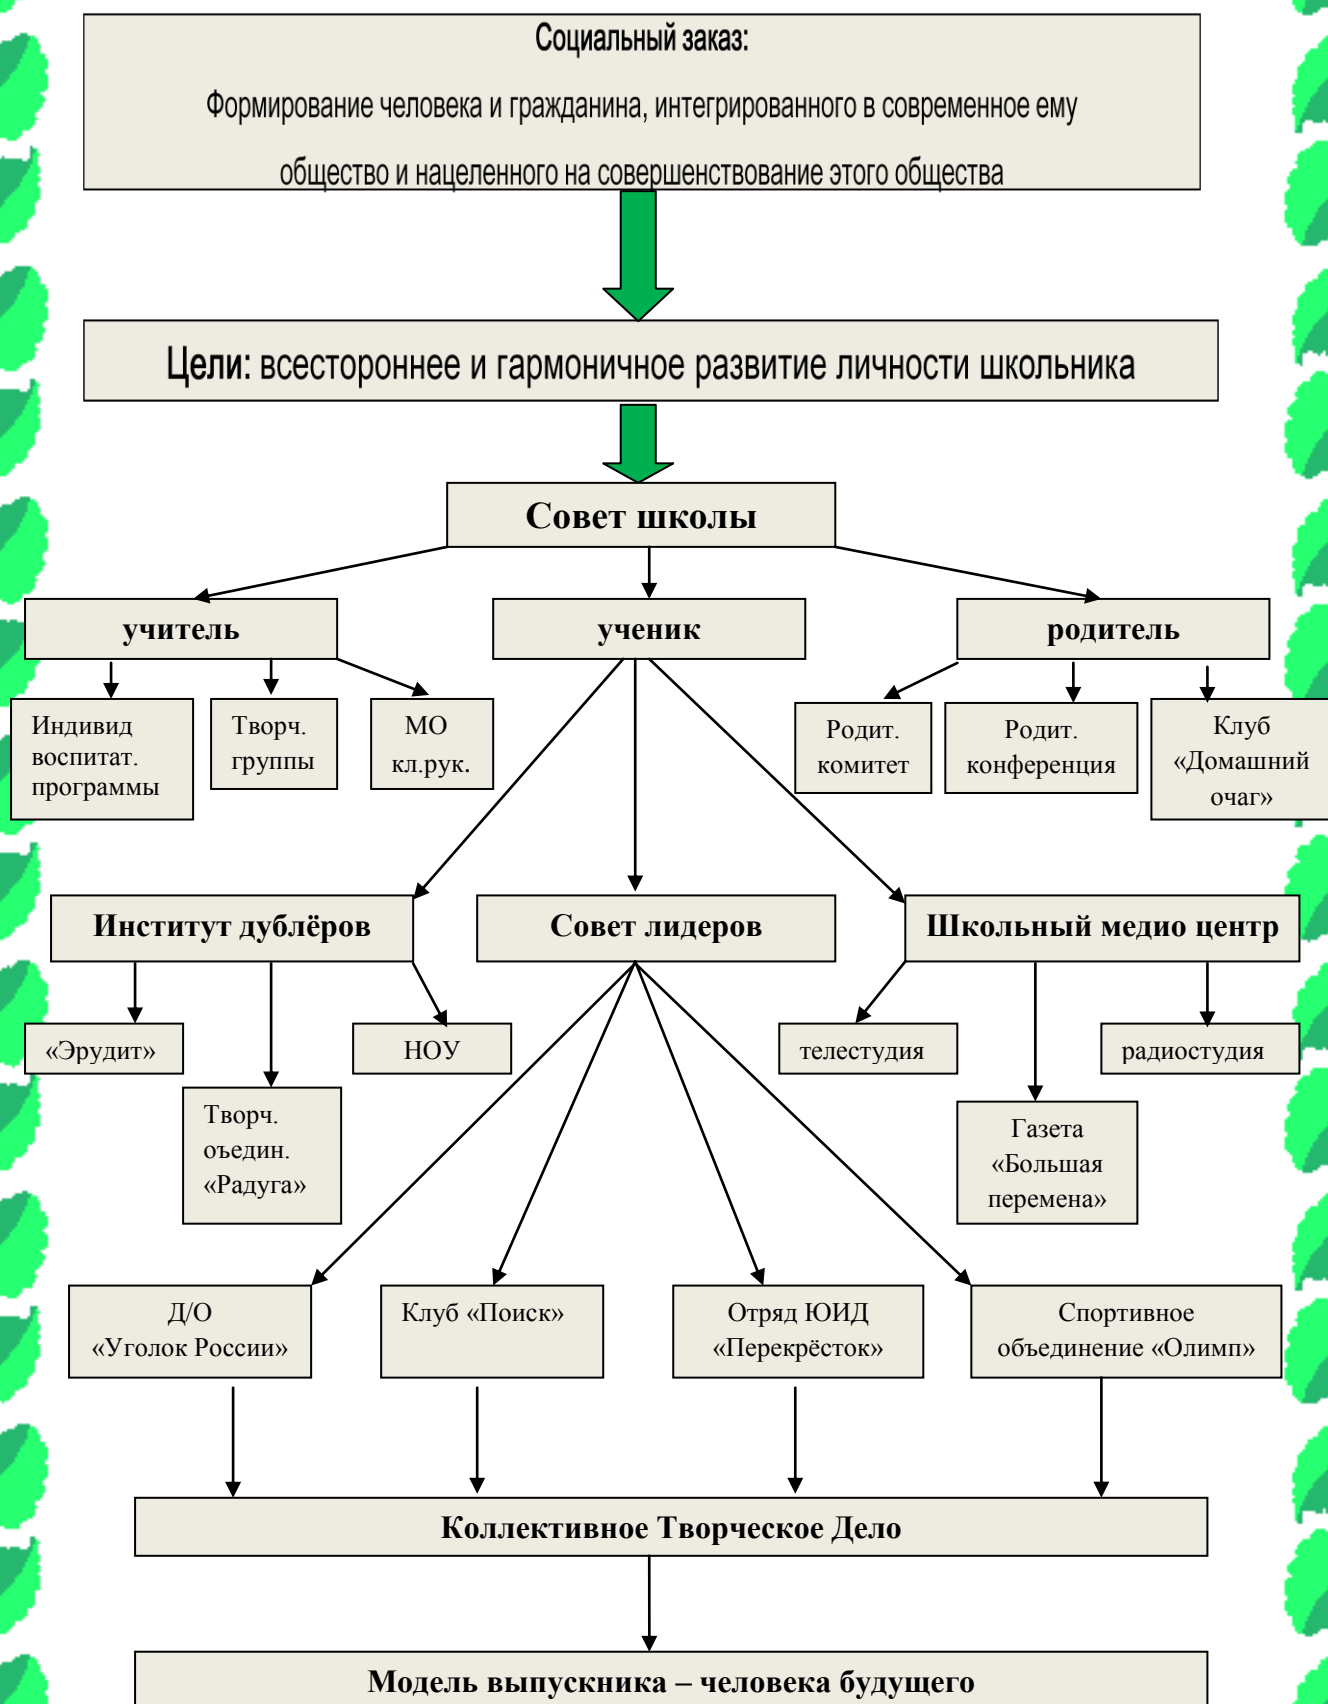 Социальный заказ:
Формирование человека и гражданина, интегрированного в современное ему
общество и нацеленного на совершенствование этого общества
Цели: всестороннее и гармоничное развитие личности школьника
Совет школы
учитель
ученик
родитель
Индивид
воспитат.
программы
Творч.
группы
МО
кл.рук.
Родит.
комитет
Родит.
конференция
Клуб
«Домашний
очаг»
Институт дублёров
Совет лидеров
Школьный медио центр
«Эрудит»
НОУ
телестудия
радиостудия
Творч.
оъедин.
«Радуга»
Газета
«Большая
перемена»
Д/О
«Уголок России»
Клуб «Поиск»
Отряд ЮИД
«Перекрёсток»
Спортивное
объединение «Олимп»
Коллективное Творческое Дело
Модель выпускника – человека будущего